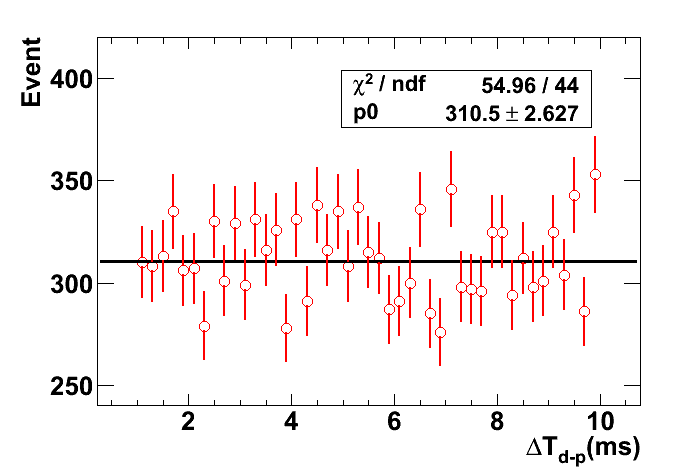 Event
400
350
300
250
χ² / ndf 54.96 / 44
p0 310.5 ± 2.627
2 4 6 8 10
ΔT_d-p(ms)